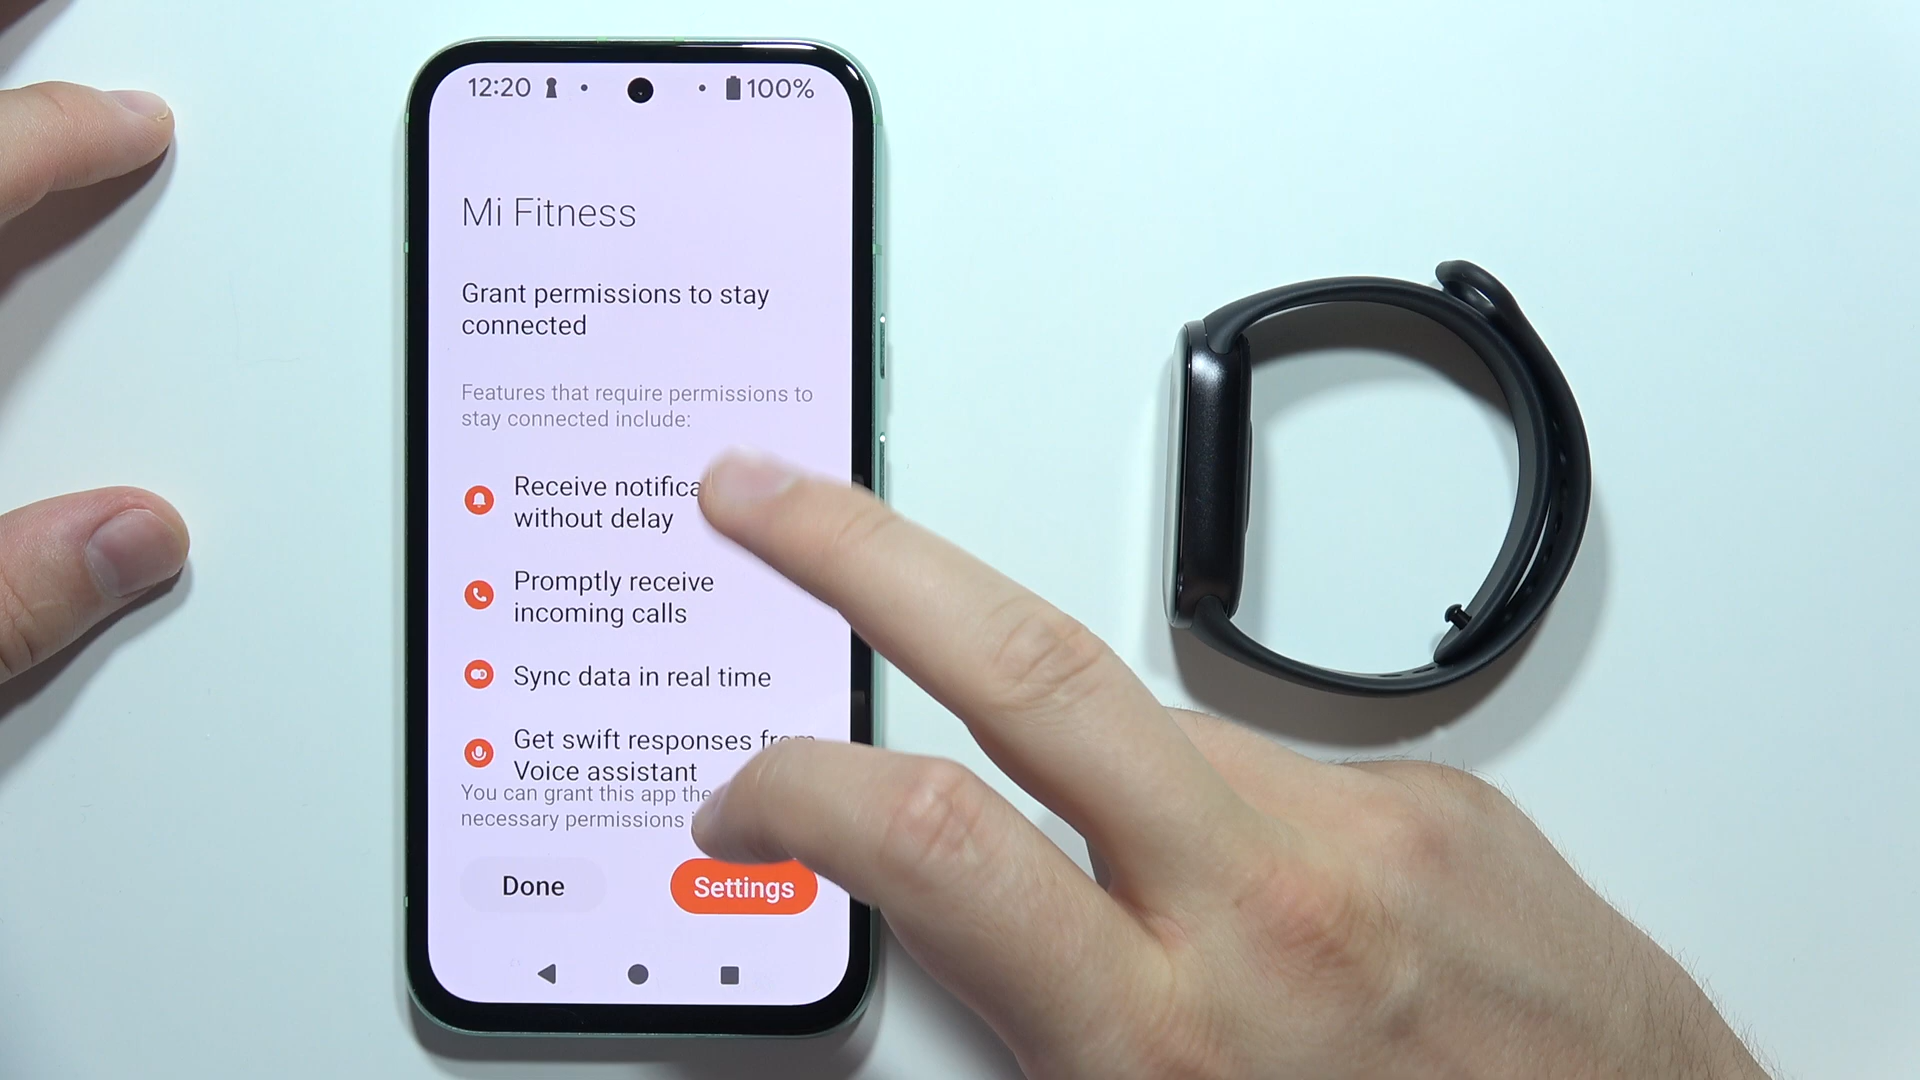 12:20
100%
Mi Fitness
Grant permissions to stay
connected
Features that require permissions to
stay connected include:
Receive
without delay
Promptly receive
incoming calls
Sync data in real time
Get swift responses from
Voice assistant
You can grant this app the
necessary permissions
Done
Settings